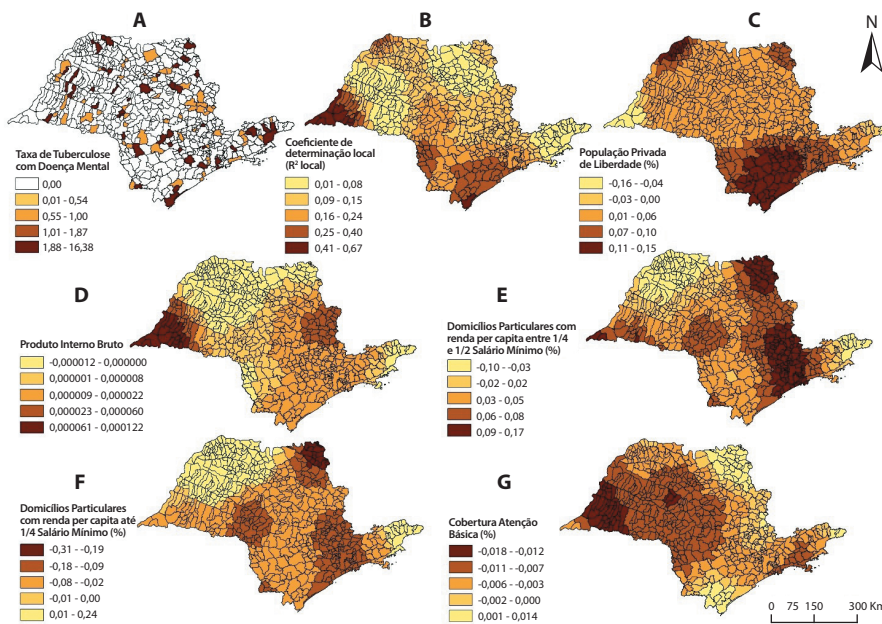 A
Taxa de Tuberculose
com Doença Mental
0,00
0,01 - 0,54
0,55 - 1,00
1,01 - 1,87
1,88 - 16,38
B
Coeficiente de
determinação local
(R² local)
0,01 - 0,08
0,09 - 0,15
0,16 - 0,24
0,25 - 0,40
0,41 - 0,67
C
População Privada
de Liberdade (%)
-0,16 - -0,04
-0,03 - 0,00
0,01 - 0,06
0,07 - 0,10
0,11 - 0,15
N
D
Produto Interno Bruto
-0,000012 - 0,000000
0,000001 - 0,000008
0,000009 - 0,000022
0,000023 - 0,000060
0,000061 - 0,000122
E
Domicílios Particulares com
renda per capita entre 1/4
e 1/2 Salário Mínimo (%)
-0,10 - -0,03
-0,02 - 0,02
0,03 - 0,05
0,06 - 0,08
0,09 - 0,17
F
Domicílios Particulares
com renda per capita até
1/4 Salário Mínimo (%)
-0,31 - -0,19
-0,18 - -0,09
-0,08 - -0,02
-0,01 - 0,00
0,01 - 0,24
G
Cobertura Atenção
Básica (%)
-0,018 - -0,012
-0,011 - -0,007
-0,006 - -0,003
-0,002 - 0,000
0,001 - 0,014
0 75 150 300 Km